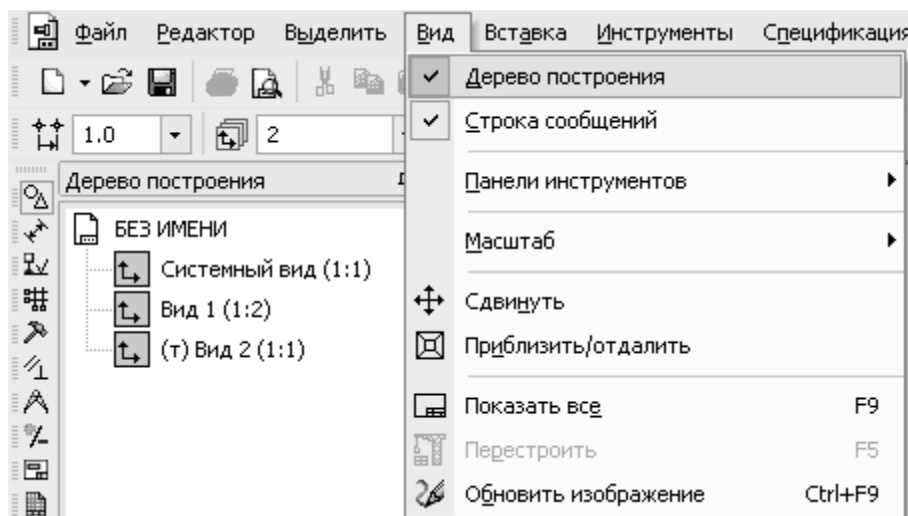 Файл Редактор Выделить Вид Вставка Инструменты Спецификация
1.0 2
Дерево построения
БЕЗ ИМЕНИ
Системный вид (1:1)
Вид 1 (1:2)
(т) Вид 2 (1:1)
Дерево построения
Строка сообщений
Панели инструментов
Масштаб
Сдвинуть
Приблизить/отдалить
Показать все F9
Перестроить F5
Обновить изображение Ctrl+F9